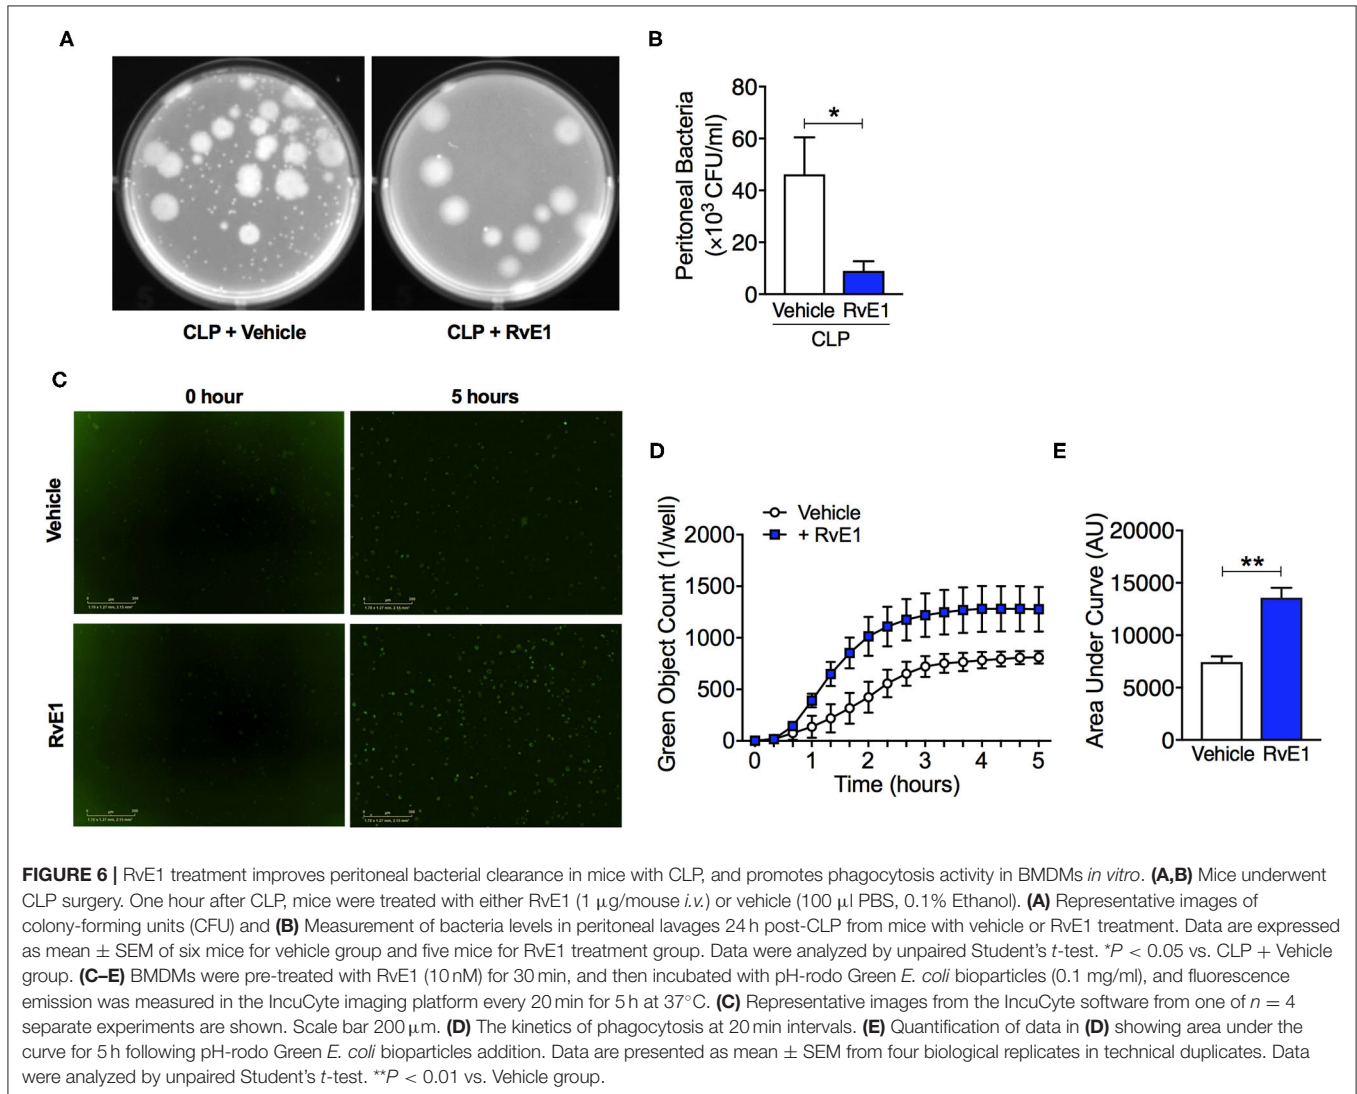 A
B
CLP + Vehicle
CLP + RvE1
Peritoneal Bacteria
(×10³ CFU/ml)
80
60
40
20
0
*
Vehicle RvE1
CLP
C
0 hour
5 hours
Vehicle
RvE1
D
Green Object Count (1/well)
Vehicle
+ RvE1
2000
1500
1000
500
0
0 1 2 3 4 5
Time (hours)
E
Area Under Curve (AU)
20000
15000
10000
5000
0
**
Vehicle RvE1
FIGURE 6 | RvE1 treatment improves peritoneal bacterial clearance in mice with CLP, and promotes phagocytosis activity in BMDMs in vitro. (A,B) Mice underwent
CLP surgery. One hour after CLP, mice were treated with either RvE1 (1 μg/mouse i.v.) or vehicle (100 μl PBS, 0.1% Ethanol). (A) Representative images of
colony-forming units (CFU) and (B) Measurement of bacteria levels in peritoneal lavages 24 h post-CLP from mice with vehicle or RvE1 treatment. Data are expressed
as mean ± SEM of six mice for vehicle group and five mice for RvE1 treatment group. Data were analyzed by unpaired Student's t-test. *P < 0.05 vs. CLP + Vehicle
group. (C–E) BMDMs were pre-treated with RvE1 (10 nM) for 30 min, and then incubated with pH-rodo Green E. coli bioparticles (0.1 mg/ml), and fluorescence
emission was measured in the IncuCyte imaging platform every 20 min for 5 h at 37°C. (C) Representative images from the IncuCyte software from one of n = 4
separate experiments are shown. Scale bar 200 μm. (D) The kinetics of phagocytosis at 20 min intervals. (E) Quantification of data in (D) showing area under the
curve for 5 h following pH-rodo Green E. coli bioparticles addition. Data are presented as mean ± SEM from four biological replicates in technical duplicates. Data
were analyzed by unpaired Student's t-test. **P < 0.01 vs. Vehicle group.